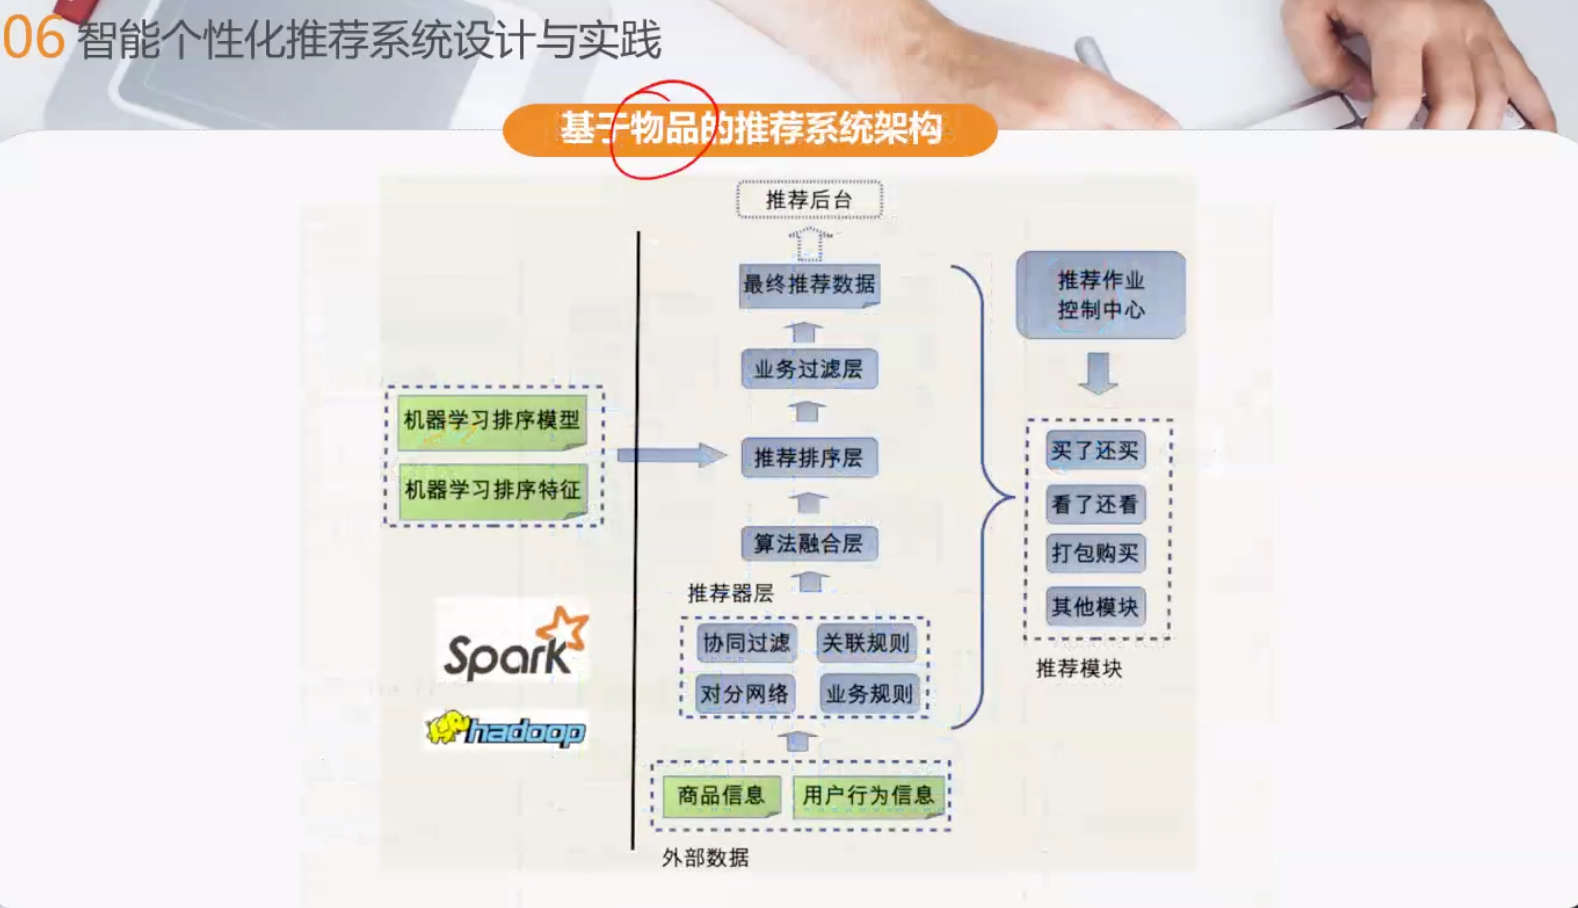 06 智能个性化推荐系统设计与实践
基于物品的推荐系统架构
推荐后台
最终推荐数据
业务过滤层
推荐排序层
算法融合层
推荐器层
协同过滤 关联规则
对分网络 业务规则
商品信息 用户行为信息
外部数据
机器学习排序模型
机器学习排序特征
Spark
hadoop
推荐作业
控制中心
买了还买
看了还看
打包购买
其他模块
推荐模块